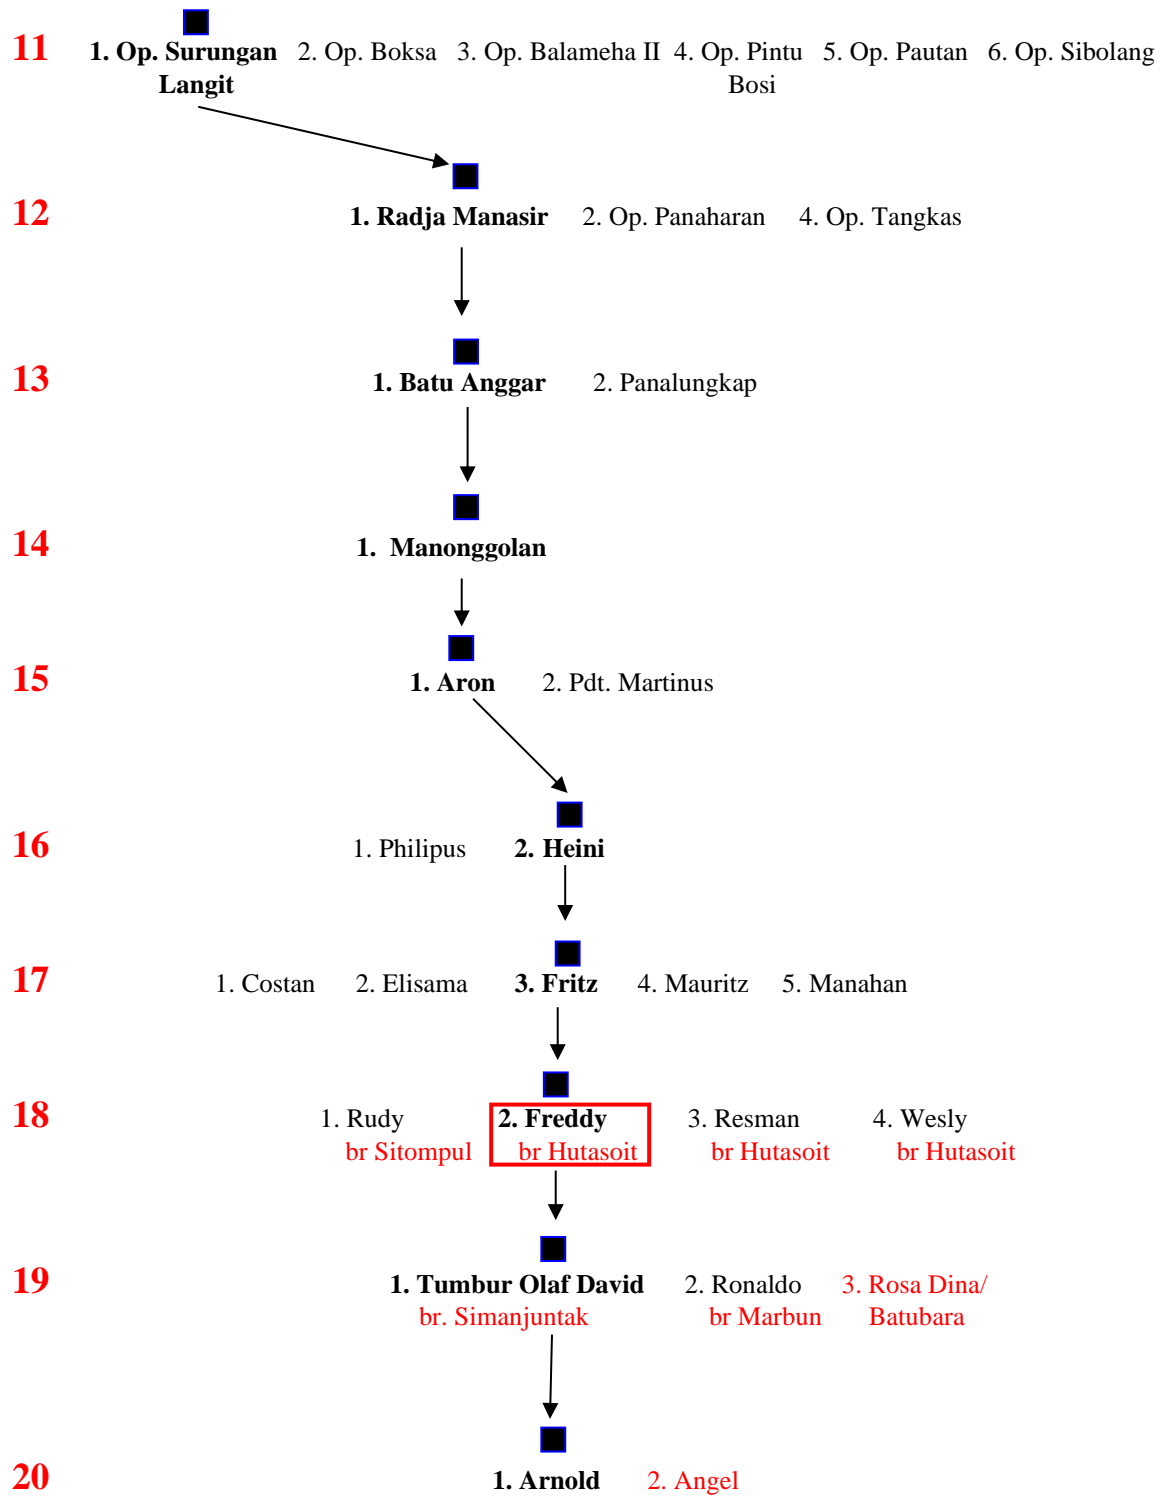 11 1. Op. Surungan 2. Op. Boksa 3. Op. Balameha II 4. Op. Pintu 5. Op. Pautan 6. Op. Sibolang
Langit Bosi
12 1. Radja Manasir 2. Op. Panaharan 4. Op. Tangkas
13 1. Batu Anggar 2. Panalungkap
14 1. Manonggolan
15 1. Aron 2. Pdt. Martinus
16 1. Philipus 2. Heini
17 1. Costan 2. Elisama 3. Fritz 4. Mauritz 5. Manahan
18 1. Rudy 2. Freddy 3. Resman 4. Wesly
br Sitompul br Hutasoit br Hutasoit br Hutasoit
19 1. Tumbur Olaf David 2. Ronaldo 3. Rosa Dina/
br. Simanjuntak br Marbun Batubara
20 1. Arnold 2. Angel